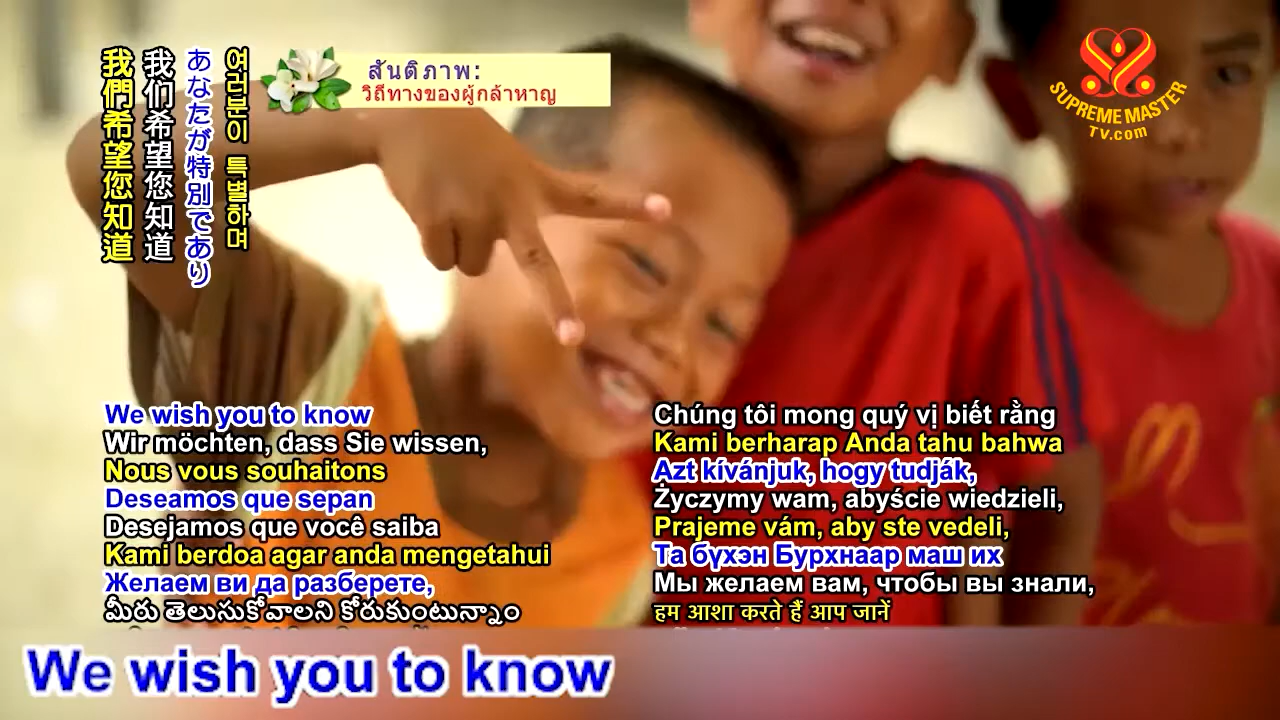 我們希望您知道
我们希望您知道
あなたが特別であり
여러분이 특별하며
สันติภาพ:
วิถีทางของผู้กล้าหาญ
SUPREME MASTER
TV.com
We wish you to know
Wir möchten, dass Sie wissen,
Nous vous souhaitons
Deseamos que sepan
Desejamos que você saiba
Kami berdoa agar anda mengetahui
Желаем ви да разберете,
మీరు తెలుసుకోవాలని కోరుకుంటున్నాం
Chúng tôi mong quý vị biết rằng
Kami berharap Anda tahu bahwa
Azt kívánjuk, hogy tudják,
Życzymy wam, abyście wiedzieli,
Prajeme vám, aby ste vedeli,
Та бүхэн Бурхнаар маш их
Мы желаем вам, чтобы вы знали,
हम आशा करते हैं आप जानें
We wish you to know